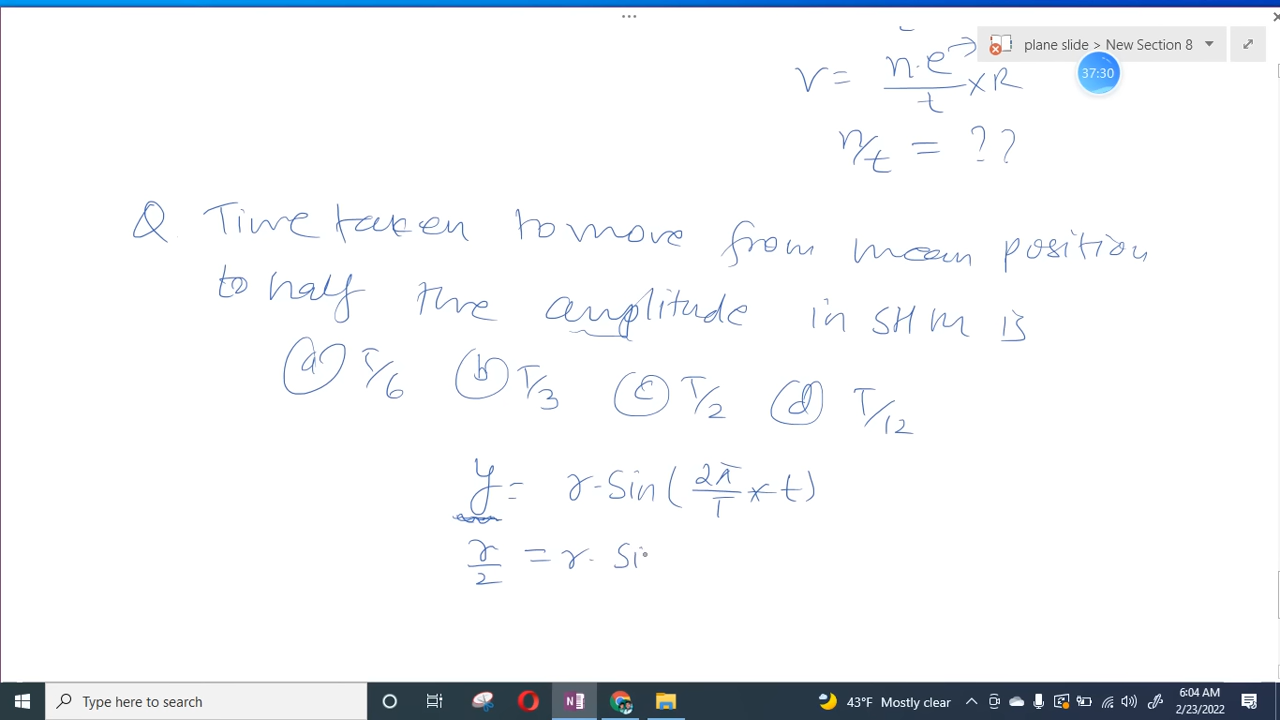 ...
plane slide > New Section 8
37:30
v = n.e/t × R
n/t = ??
Q Time taken to move from mean position
to half the amplitude in SHM is
(a) T/6 (b) T/3 (c) T/2 (d) T/12
y = r.Sin(2π/T × t)
r/2 = r. Si
Type here to search
43°F Mostly clear
6:04 AM
2/23/2022